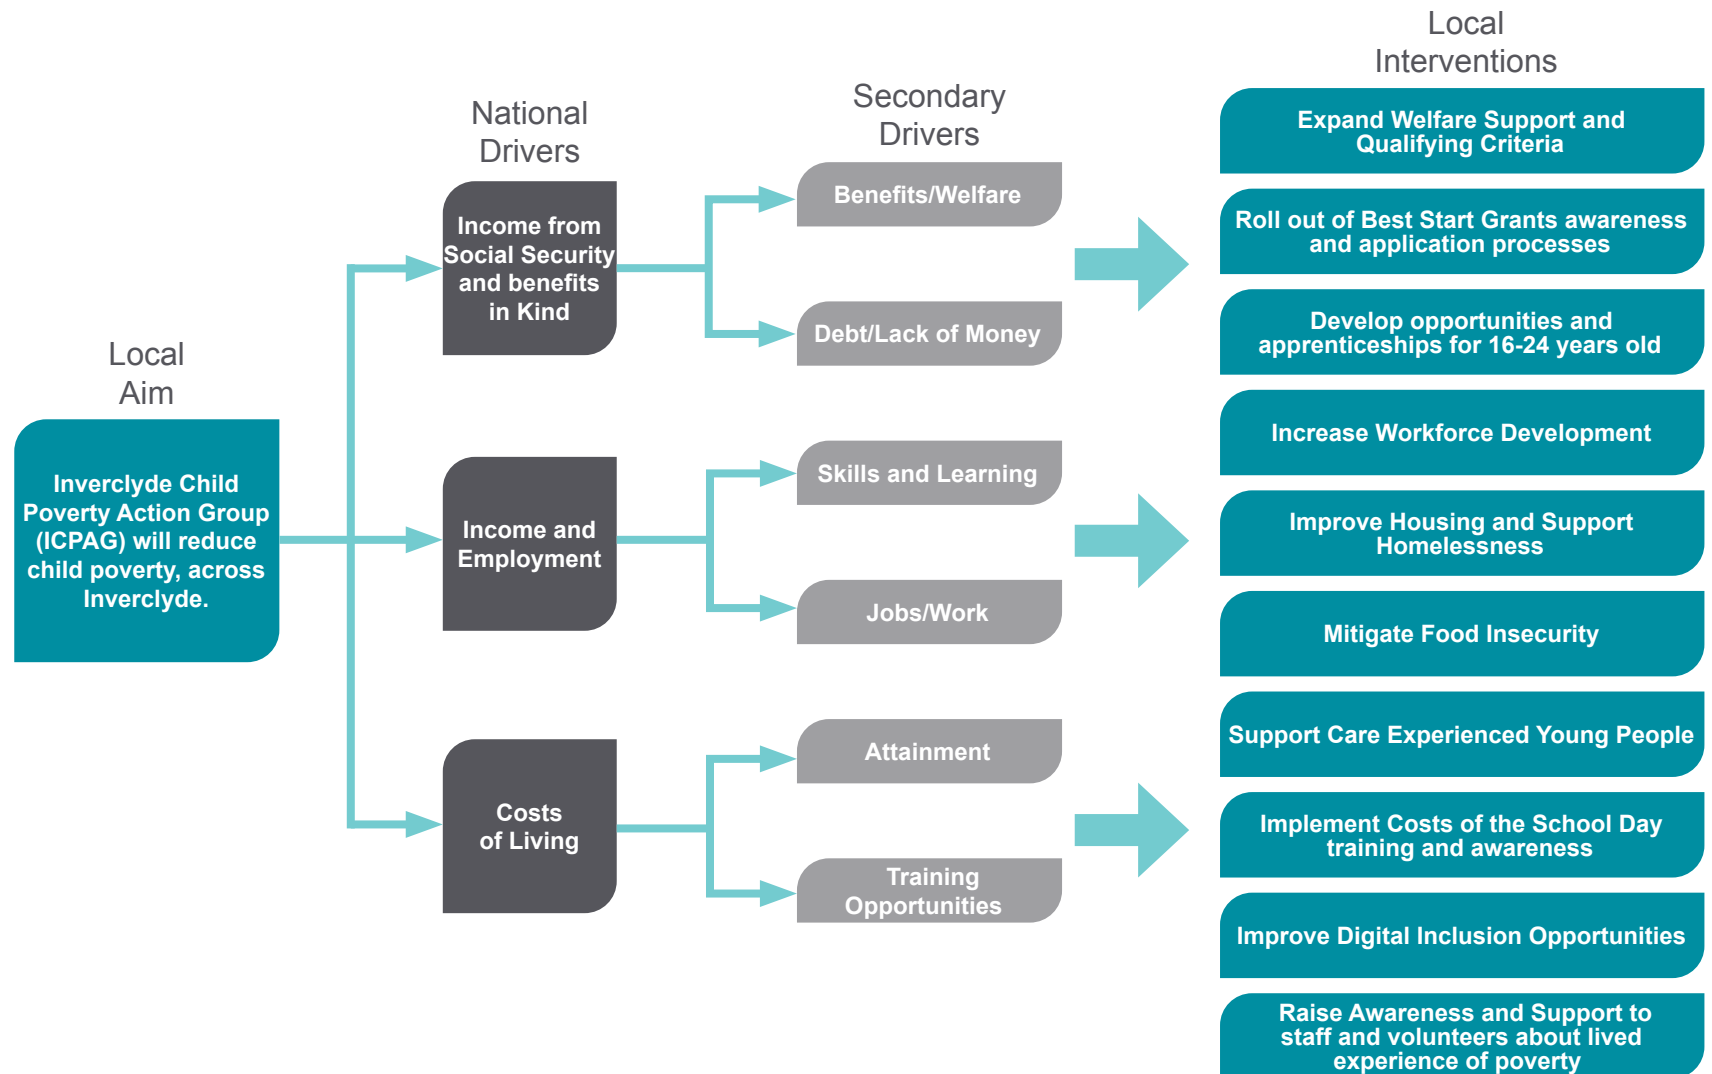 Local
Aim
Inverclyde Child
Poverty Action Group
(ICPAG) will reduce
child poverty, across
Inverclyde.
National
Drivers
Income from
Social Security
and benefits
in Kind
Income and
Employment
Costs
of Living
Secondary
Drivers
Benefits/Welfare
Debt/Lack of Money
Skills and Learning
Jobs/Work
Attainment
Training
Opportunities
Local
Interventions
Expand Welfare Support and
Qualifying Criteria
Roll out of Best Start Grants awareness
and application processes
Develop opportunities and
apprenticeships for 16-24 years old
Increase Workforce Development
Improve Housing and Support
Homelessness
Mitigate Food Insecurity
Support Care Experienced Young People
Implement Costs of the School Day
training and awareness
Improve Digital Inclusion Opportunities
Raise Awareness and Support to
staff and volunteers about lived
experience of poverty